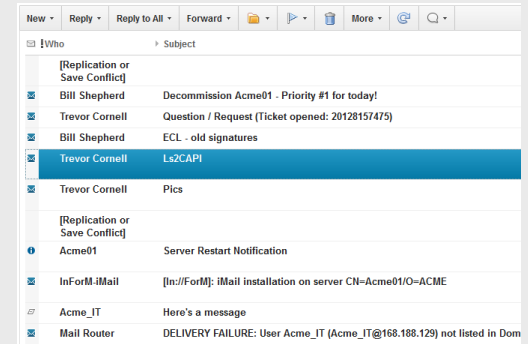 New Reply Reply to All Forward More
!Who Subject
[Replication or
Save Conflict]
Bill Shepherd Decommission Acme01 - Priority #1 for today!
Trevor Cornell Question / Request (Ticket opened: 20128157475)
Bill Shepherd ECL - old signatures
Trevor Cornell Ls2CAPI
Trevor Cornell Pics
[Replication or
Save Conflict]
Acme01 Server Restart Notification
InForM-iMail [In://ForM]: iMail installation on server CN=Acme01/O=ACME
Acme_IT Here's a message
Mail Router DELIVERY FAILURE: User Acme_IT (Acme_IT@168.188.129) not listed in Dom